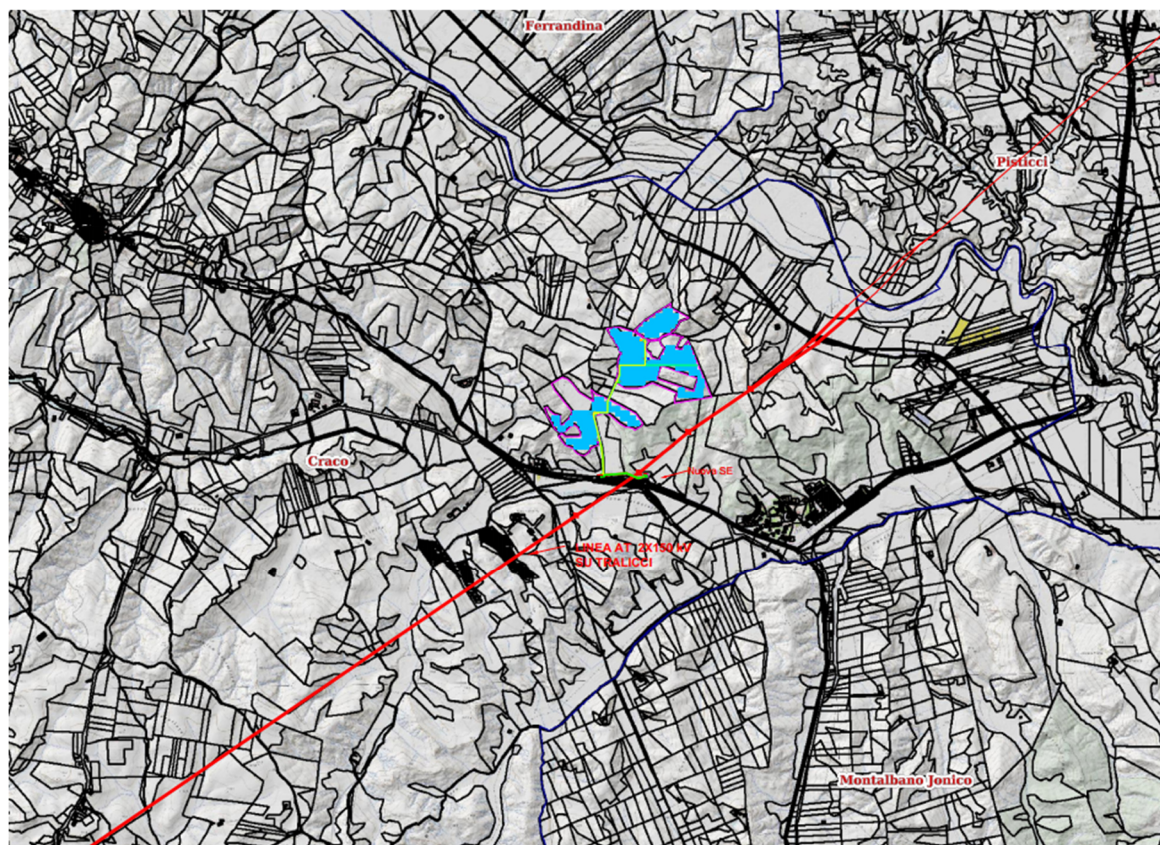 Ferrandina
Pisticci
Craco
Nuova SE
LINEA AT 2X150 kV
SU TRALICCI
Montalbano Jonico